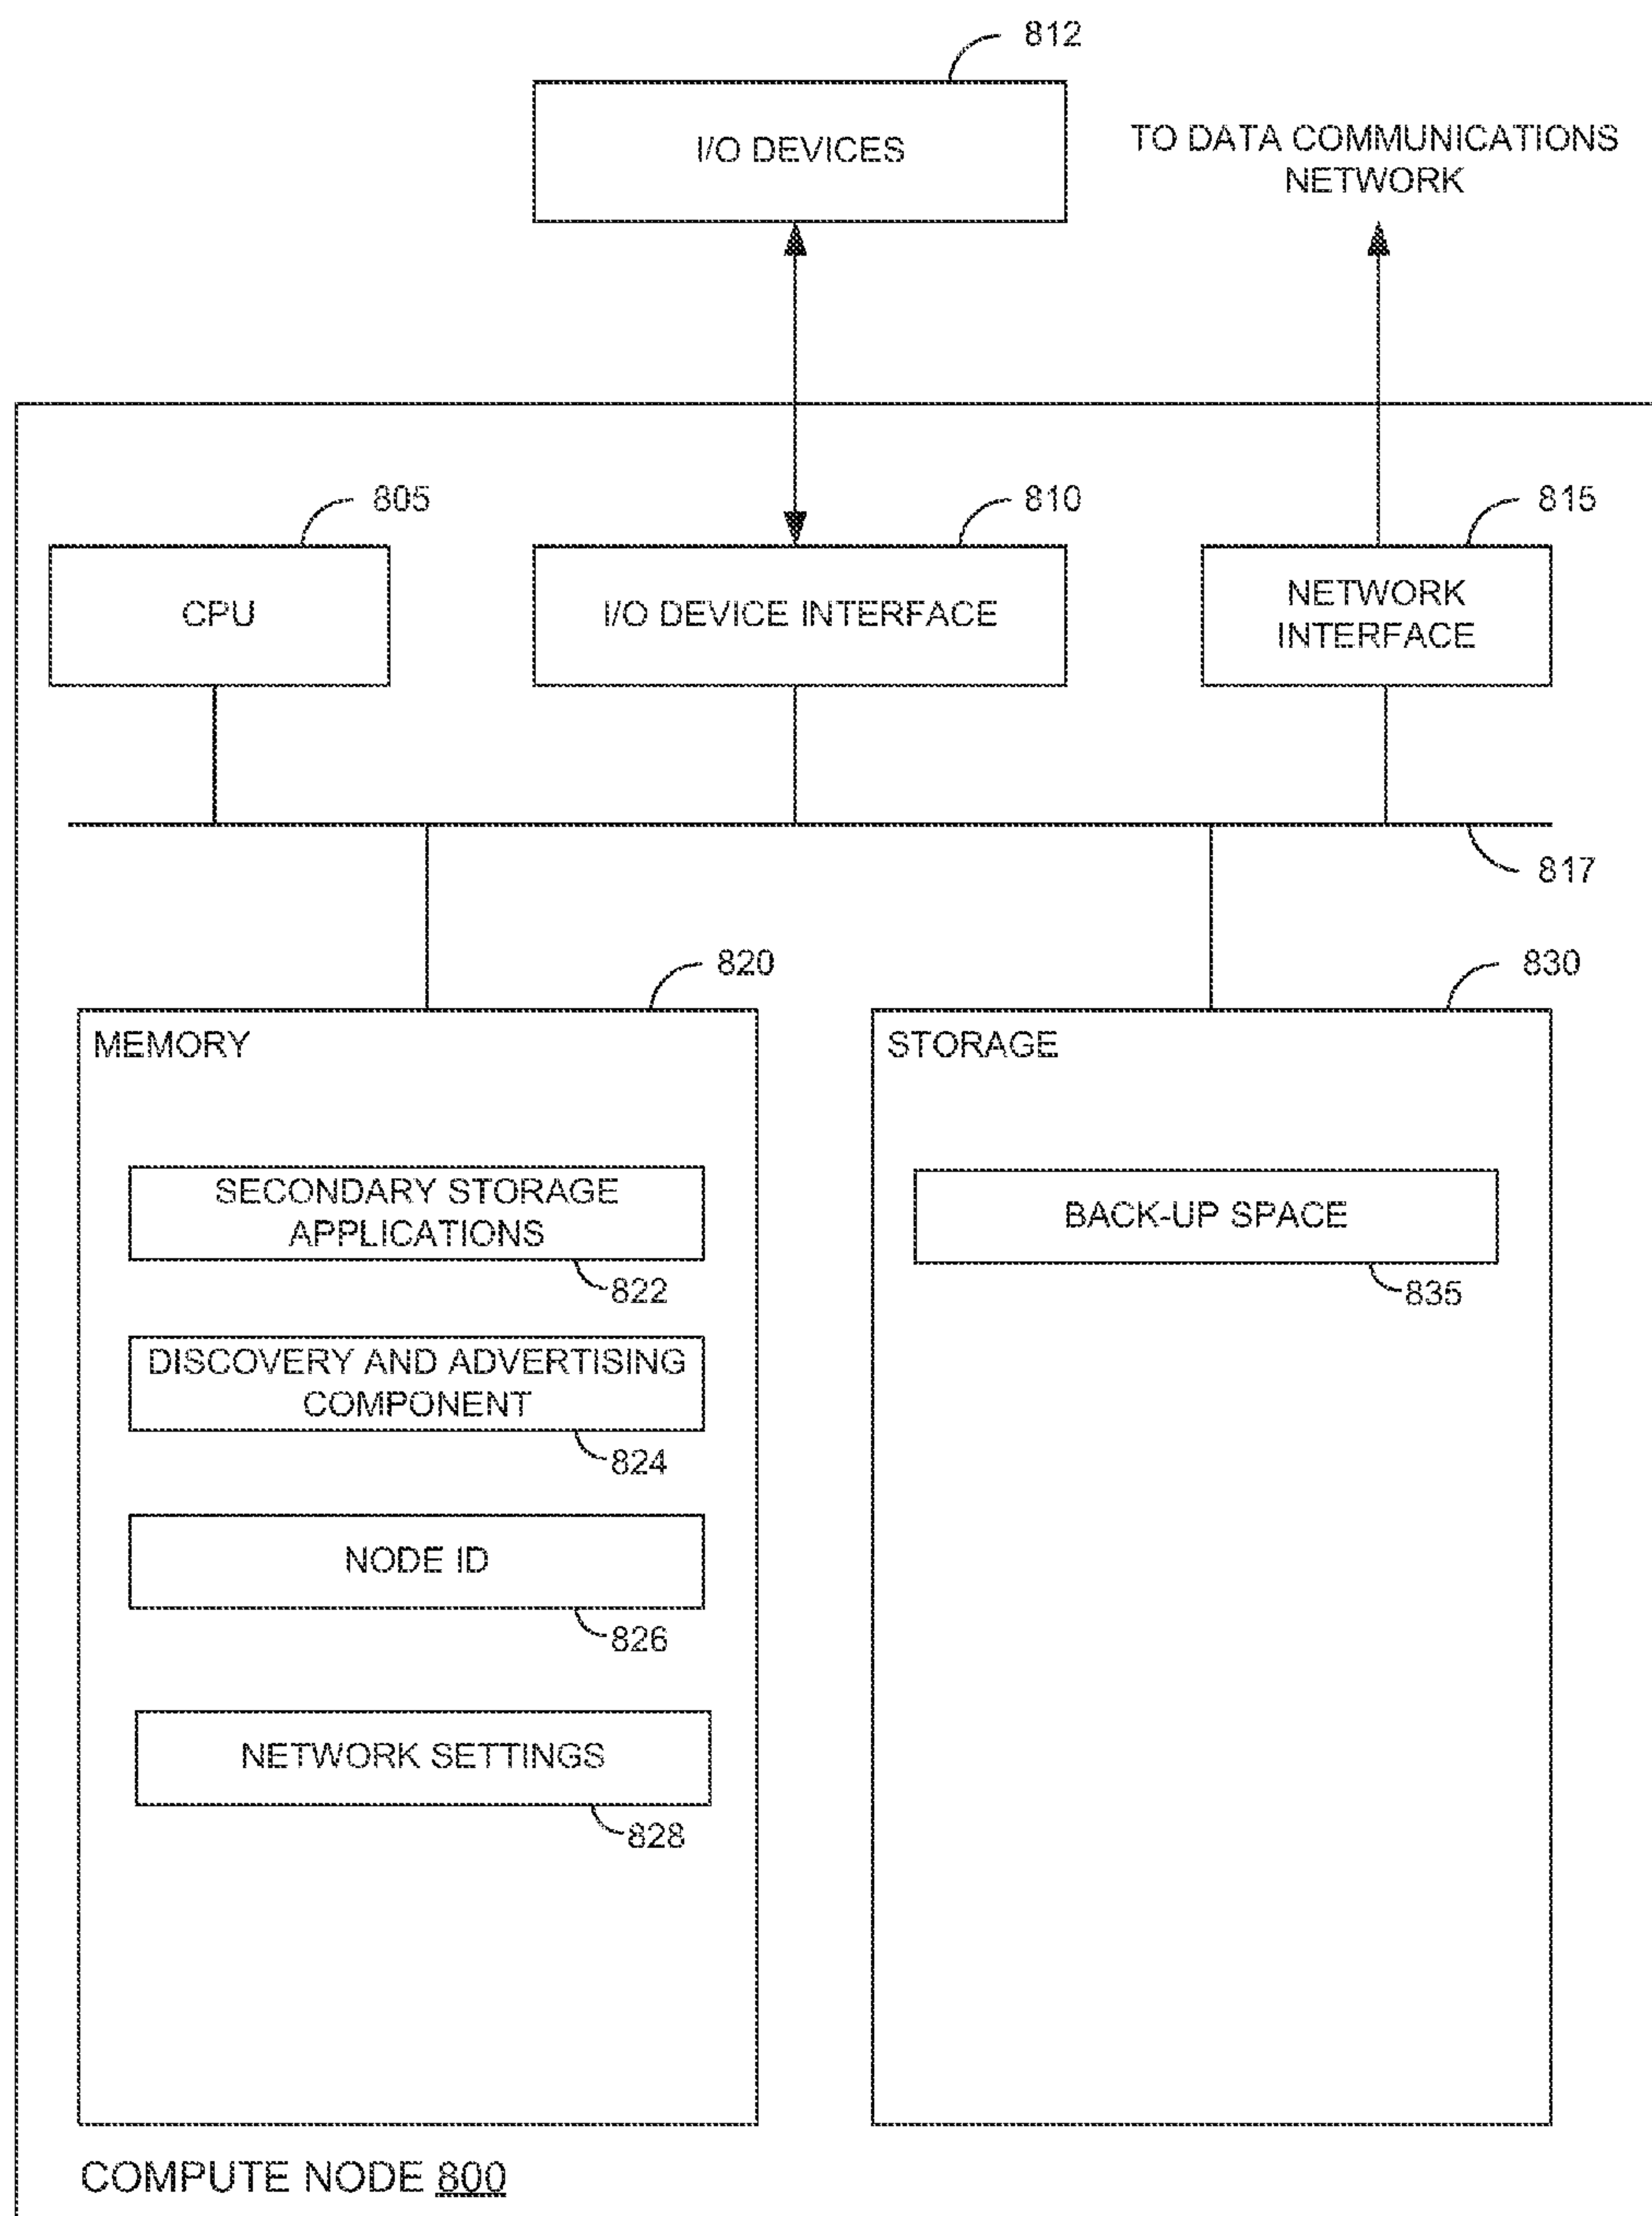 812
I/O DEVICES
TO DATA COMMUNICATIONS
NETWORK
805
810
815
CPU
I/O DEVICE INTERFACE
NETWORK
INTERFACE
817
820
830
MEMORY
STORAGE
SECONDARY STORAGE
APPLICATIONS
822
BACK-UP SPACE
835
DISCOVERY AND ADVERTISING
COMPONENT
824
NODE ID
826
NETWORK SETTINGS
828
COMPUTE NODE 800